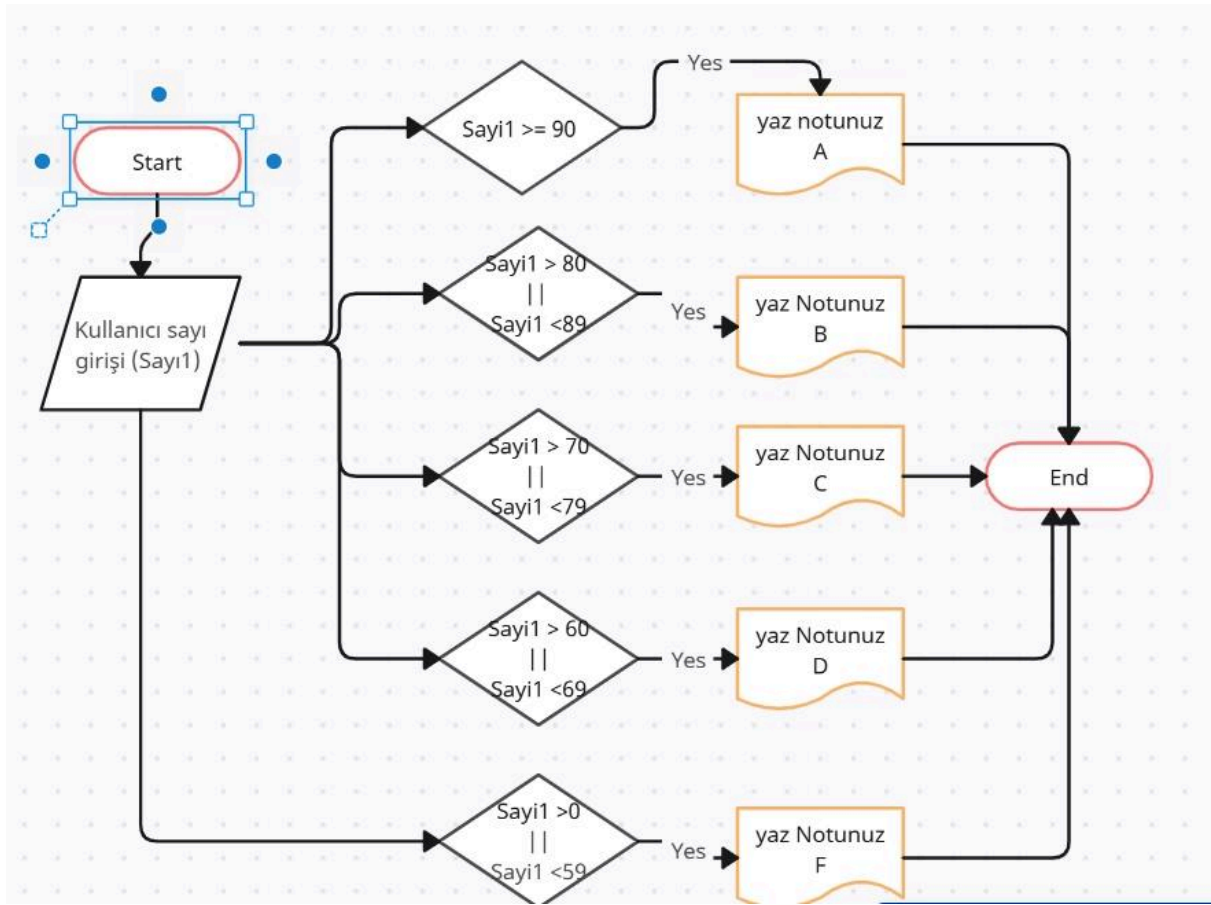 Start
Kullanıcı sayı
girişi (Sayı1)
Sayi1 >= 90
Yes
yaz notunuz
A
Sayi1 > 80
||
Sayi1 <89
Yes
yaz Notunuz
B
Sayi1 > 70
||
Sayi1 <79
Yes
yaz Notunuz
C
End
Sayi1 > 60
||
Sayi1 <69
Yes
yaz Notunuz
D
Sayi1 >0
||
Sayi1 <59
Yes
yaz Notunuz
F